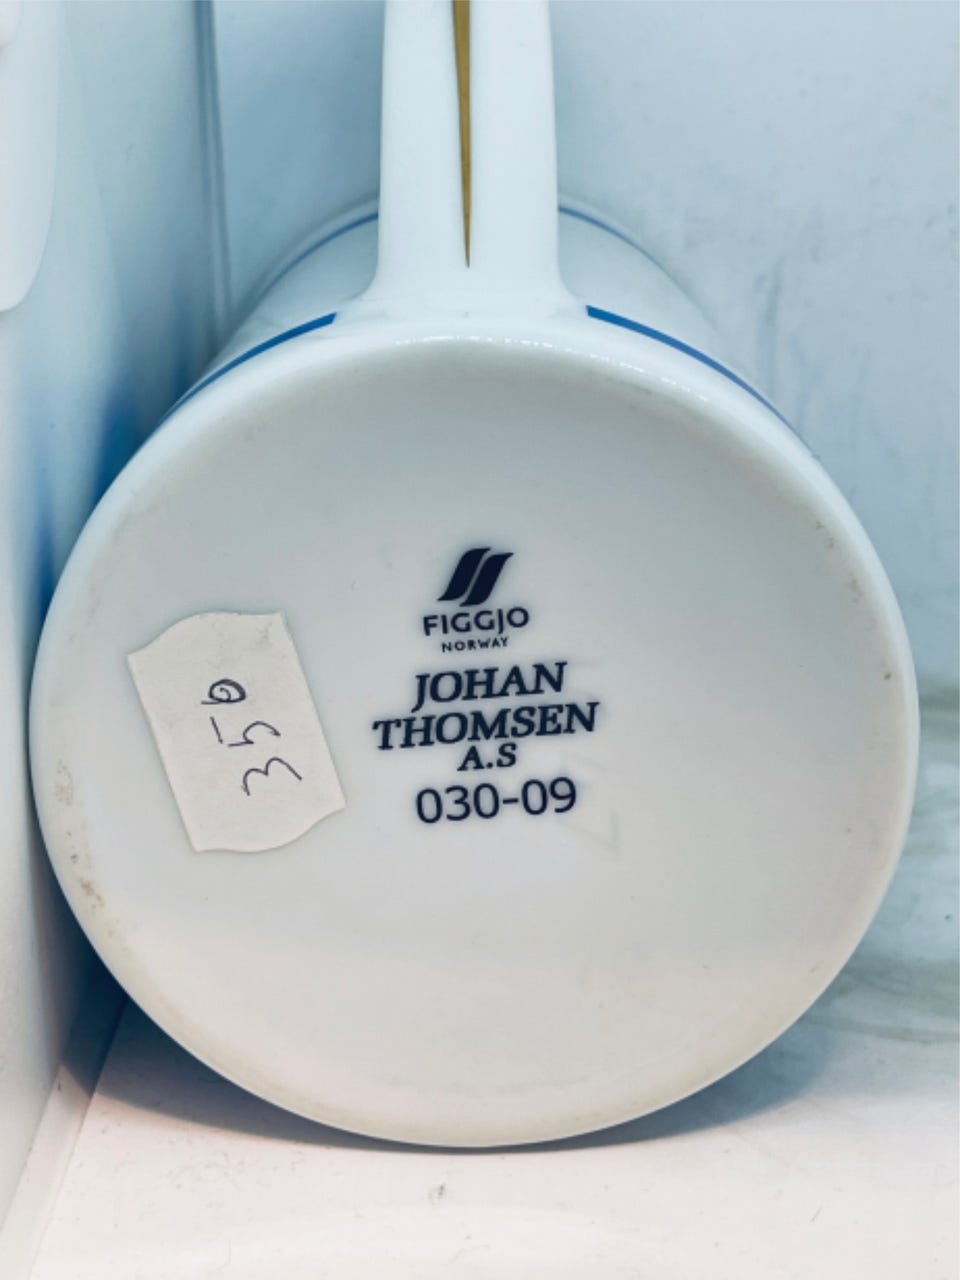 FIGGJO
NORWAY
JOHAN
THOMSEN
A.S
030-09
350